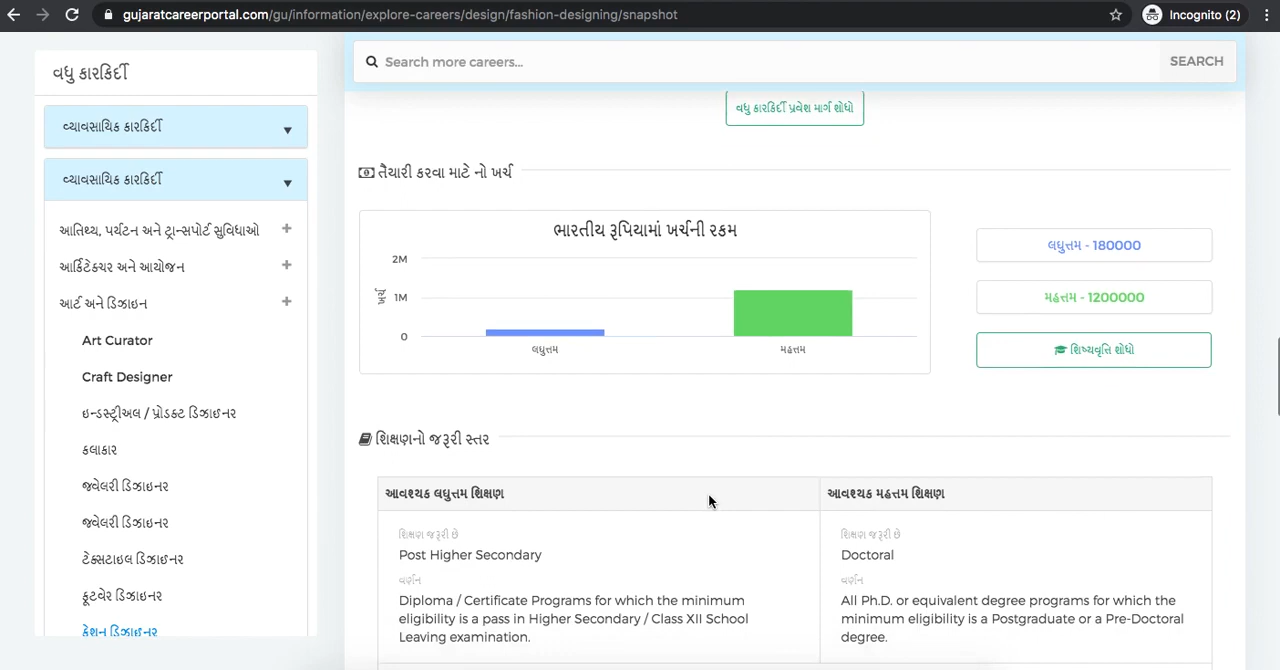 gujaratcareerportal.com/gu/information/explore-careers/design/fashion-designing/snapshot
Incognito (2)
વધુ કારકિર્દી
વ્યાવસાયિક કારકિર્દી
વ્યાવસાયિક કારકિર્દી
આતિથ્ય, પર્યટન અને ટ્રાન્સપોર્ટ સુવિધાઓ
આર્કિટેક્ચર અને આયોજન
આર્ટ અને ડિઝાઇન
Art Curator
Craft Designer
ઇન્ડસ્ટ્રીઅલ / પ્રોડક્ટ ડિઝાઈનર
કલાકાર
જ્વેલરી ડિઝાઇનર
જ્વેલરી ડિઝાઇનર
ટેક્સટાઇલ ડિઝાઈનર
ફૂટવેર ડિઝાઈનર
ફેશન ડિઝાઈનર
Search more careers...
SEARCH
વધુ કારકિર્દી પ્રવેશ માર્ગ શોધો
તૈયારી કરવા માટે નો ખર્ચ
ભારતીય રૂપિયામાં ખર્ચની રકમ
2M
1M
0
ખર્ચ
લઘુત્તમ
મહત્તમ
લઘુત્તમ - 180000
મહત્તમ - 1200000
શિષ્યવૃત્તિ શોધો
શિક્ષણનો જરૂરી સ્તર
આવશ્યક લઘુત્તમ શિક્ષણ
શિક્ષણ જરૂરી છે
Post Higher Secondary
વર્ણન
Diploma / Certificate Programs for which the minimum
eligibility is a pass in Higher Secondary / Class XII School
Leaving examination.
આવશ્યક મહત્તમ શિક્ષણ
શિક્ષણ જરૂરી છે
Doctoral
વર્ણન
All Ph.D. or equivalent degree programs for which the
minimum eligibility is a Postgraduate or a Pre-Doctoral
degree.